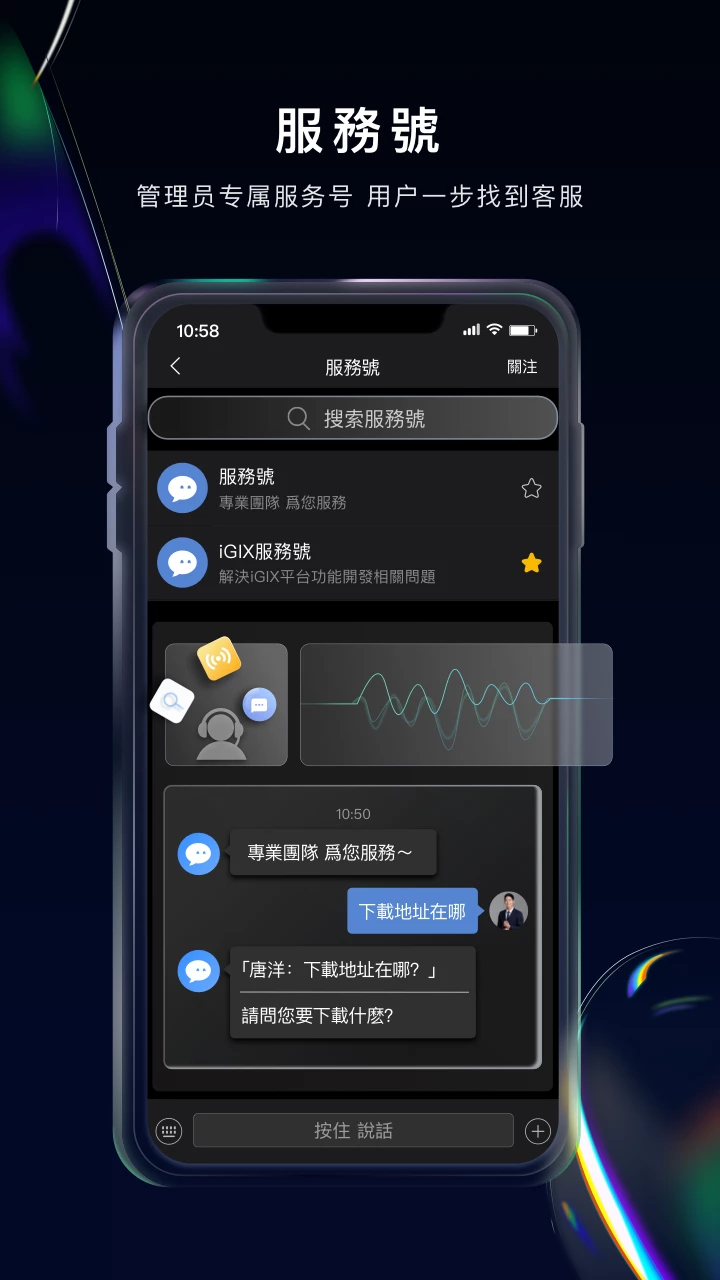 服務號
管理员专属服务号 用户一步找到客服
10:58
服務號
關注
搜索服務號
服務號
專業團隊 爲您服務
iGIX服務號
解決iGIX平台功能開發相關問題
10:50
專業團隊 爲您服務～
下載地址在哪
「唐洋：下載地址在哪？」
請問您要下載什麽?
按住 說話